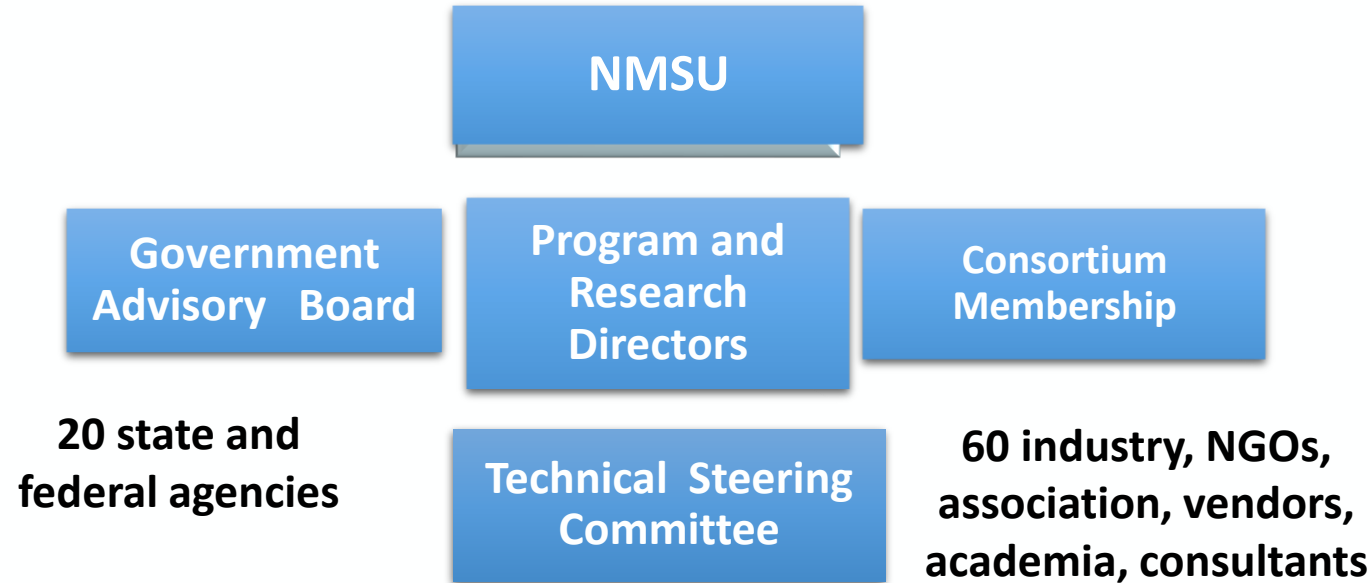 NMSU
Government
Advisory Board
Program and
Research
Directors
Consortium
Membership
20 state and
federal agencies
Technical Steering
Committee
60 industry, NGOs,
association, vendors,
academia, consultants